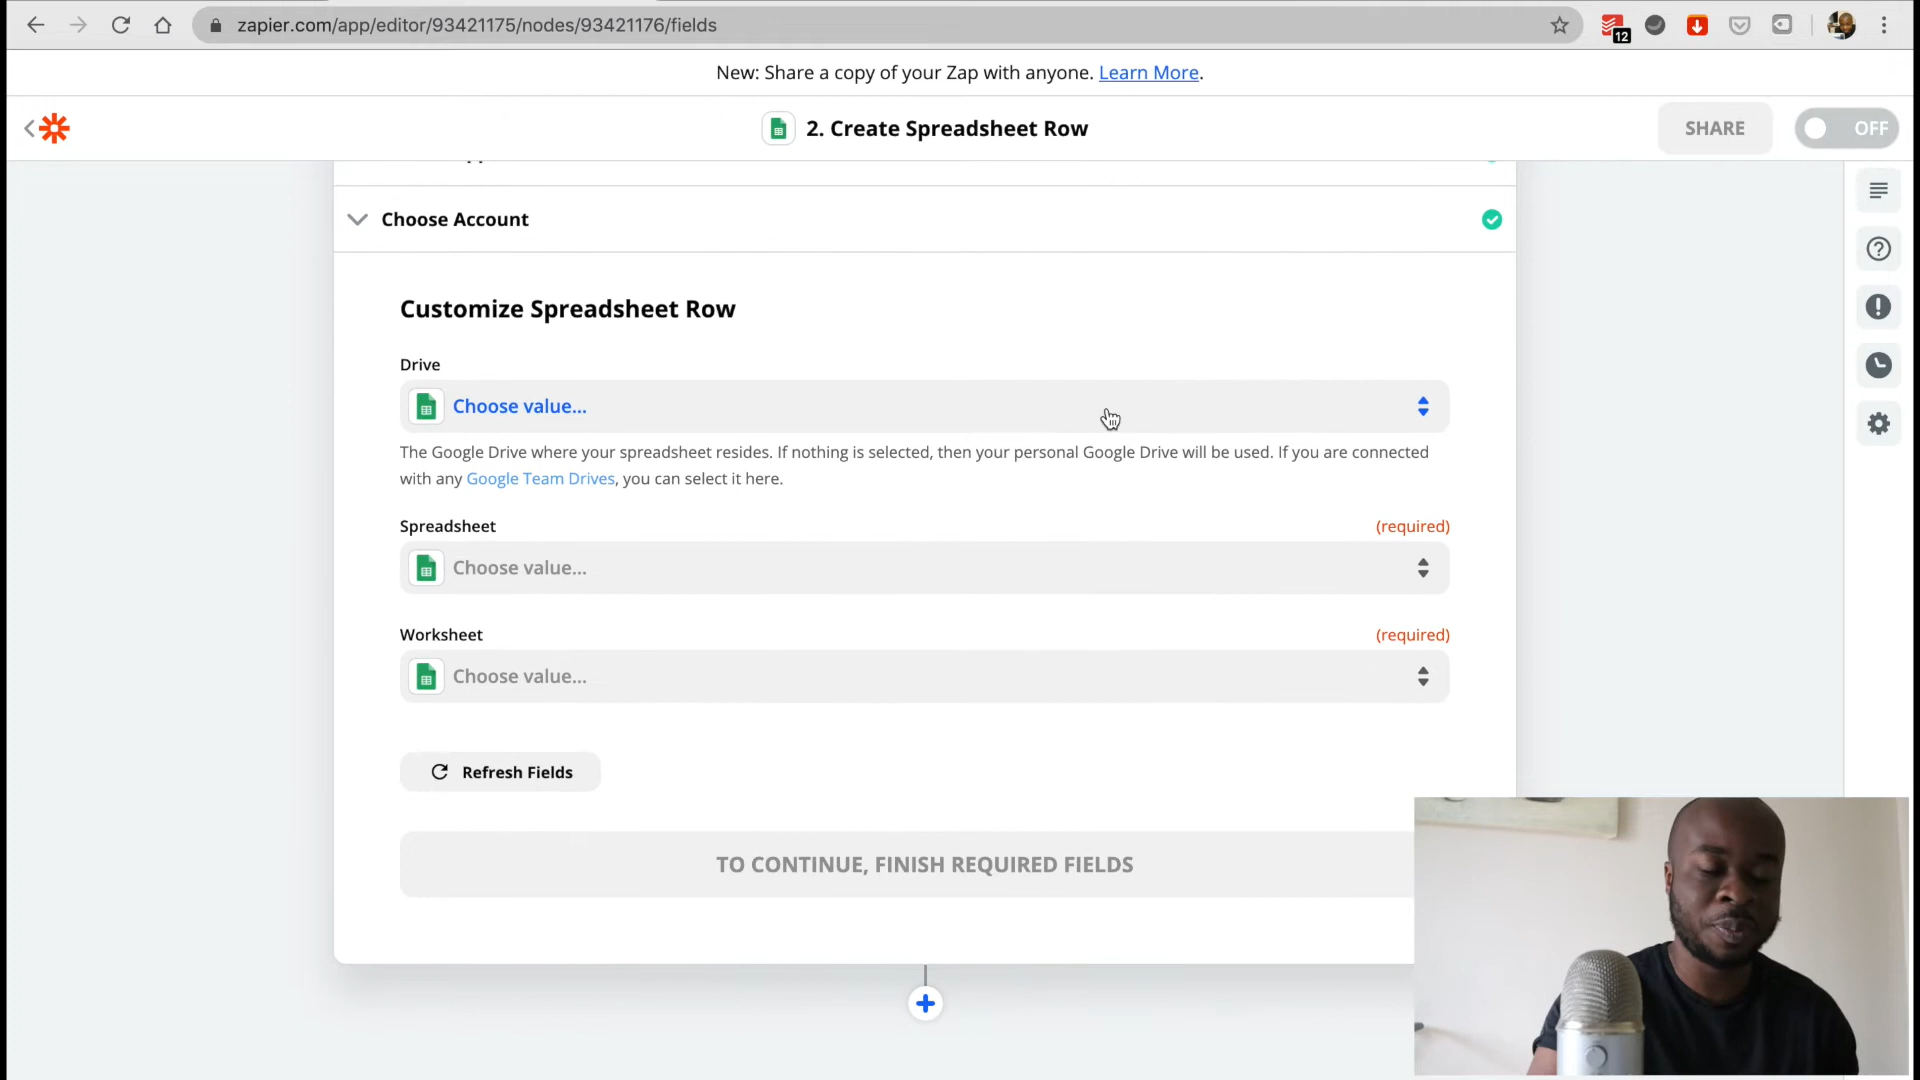 zapier.com/app/editor/93421175/nodes/93421176/fields
12
New: Share a copy of your Zap with anyone. Learn More.
2. Create Spreadsheet Row
SHARE
OFF
Choose Account
Customize Spreadsheet Row
Drive
Choose value...
The Google Drive where your spreadsheet resides. If nothing is selected, then your personal Google Drive will be used. If you are connected
with any Google Team Drives, you can select it here.
Spreadsheet
(required)
Choose value...
Worksheet
(required)
Choose value...
Refresh Fields
TO CONTINUE, FINISH REQUIRED FIELDS